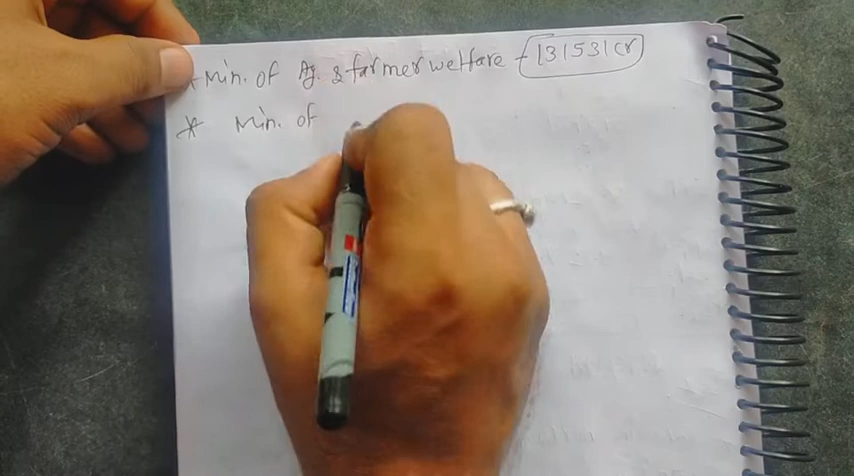 * Min. of Ag. & farmer welfare - 131531 cr
* Min. of